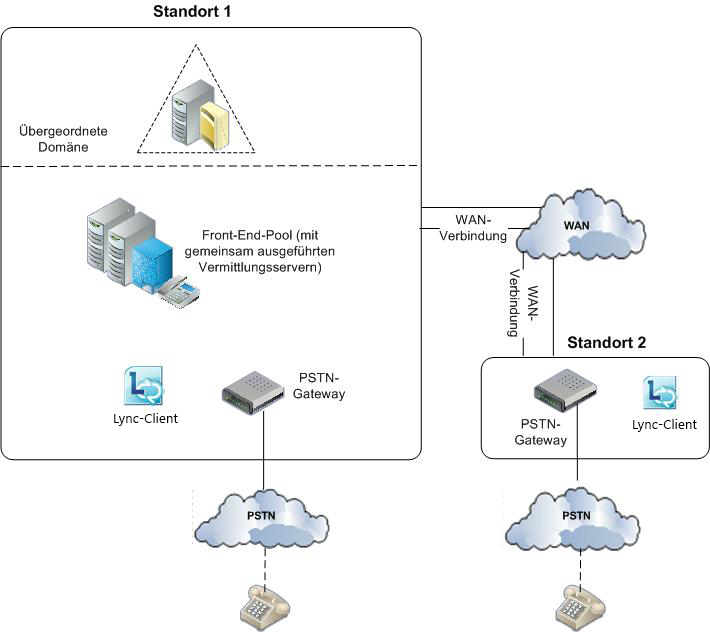 Standort 1
Übergeordnete
Domäne
Front-End-Pool (mit
gemeinsam ausgeführten
Vermittlungsservern)
WAN-
Verbindung
WAN
WAN-
Verbindung
Standort 2
Lync-Client
PSTN-
Gateway
PSTN-
Gateway
Lync-Client
PSTN
PSTN